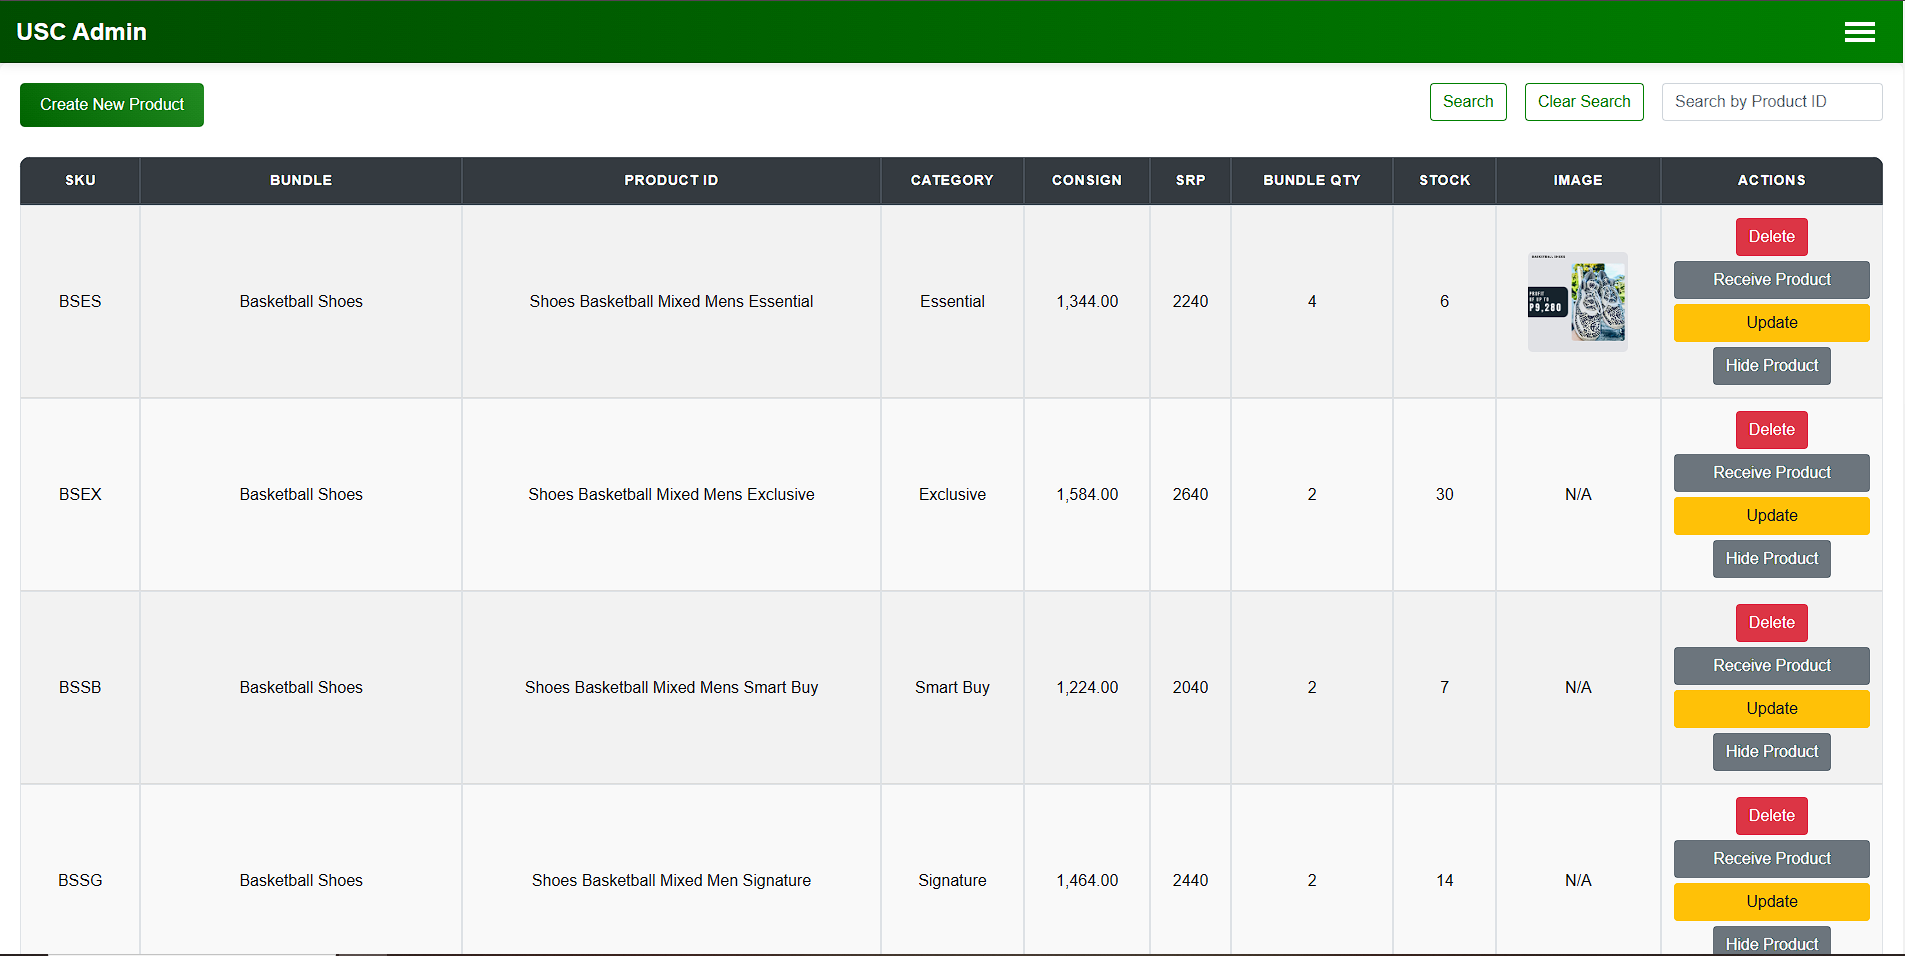 USC Admin
Create New Product
Search
Clear Search
Search by Product ID
SKU BUNDLE PRODUCT ID CATEGORY CONSIGN SRP BUNDLE QTY STOCK IMAGE ACTIONS
BSES Basketball Shoes Shoes Basketball Mixed Mens Essential Essential 1,344.00 2240 4 6
BASKETBALL SHOES
PROFIT
OF UP TO
₱9,280
Delete
Receive Product
Update
Hide Product
BSEX Basketball Shoes Shoes Basketball Mixed Mens Exclusive Exclusive 1,584.00 2640 2 30 N/A
Delete
Receive Product
Update
Hide Product
BSSB Basketball Shoes Shoes Basketball Mixed Mens Smart Buy Smart Buy 1,224.00 2040 2 7 N/A
Delete
Receive Product
Update
Hide Product
BSSG Basketball Shoes Shoes Basketball Mixed Men Signature Signature 1,464.00 2440 2 14 N/A
Delete
Receive Product
Update
Hide Product